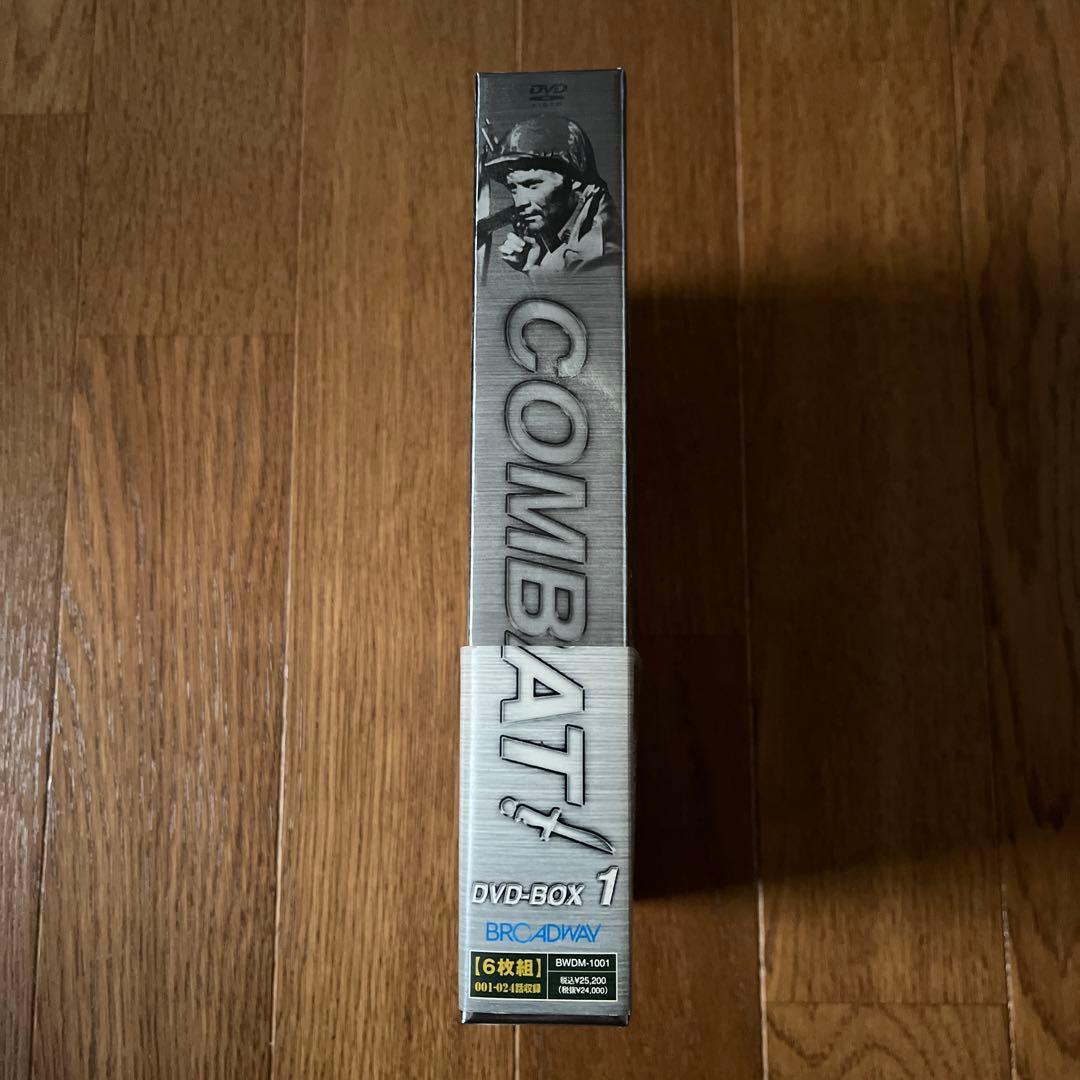 DVD
VIDEO
COMBAT
DVD-BOX 1
BROADWAY
【6枚組】
001-024話収録
BWDM-1001
税込¥25,200
(税抜¥24,000)